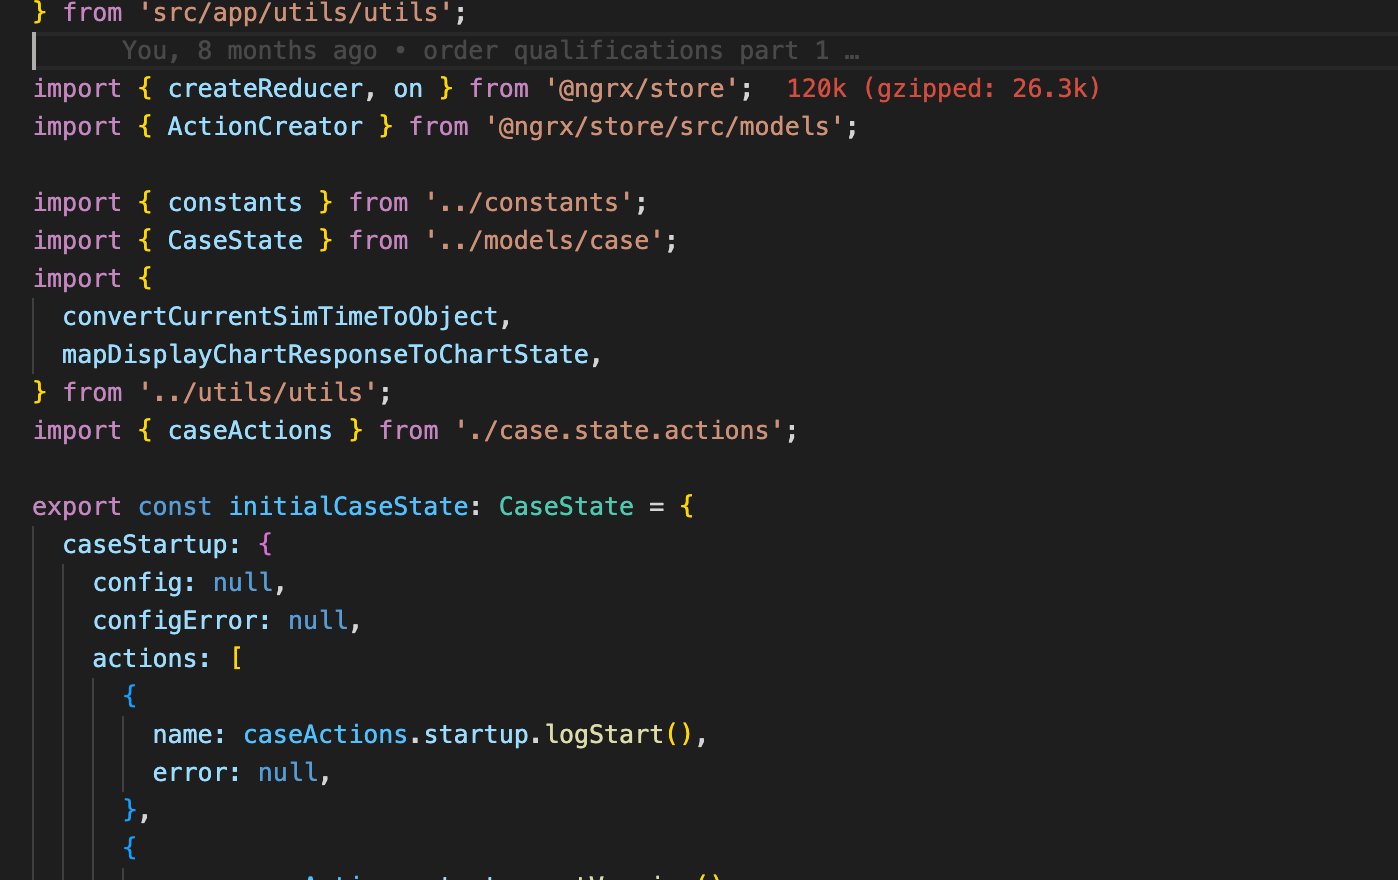 } from 'src/app/utils/utils';
You, 8 months ago • order qualifications part 1 …
import { createReducer, on } from '@ngrx/store'; 120k (gzipped: 26.3k)
import { ActionCreator } from '@ngrx/store/src/models';
import { constants } from '../constants';
import { CaseState } from '../models/case';
import {
convertCurrentSimTimeToObject,
mapDisplayChartResponseToChartState,
} from '../utils/utils';
import { caseActions } from './case.state.actions';
export const initialCaseState: CaseState = {
caseStartup: {
config: null,
configError: null,
actions: [
{
name: caseActions.startup.logStart(),
error: null,
},
{